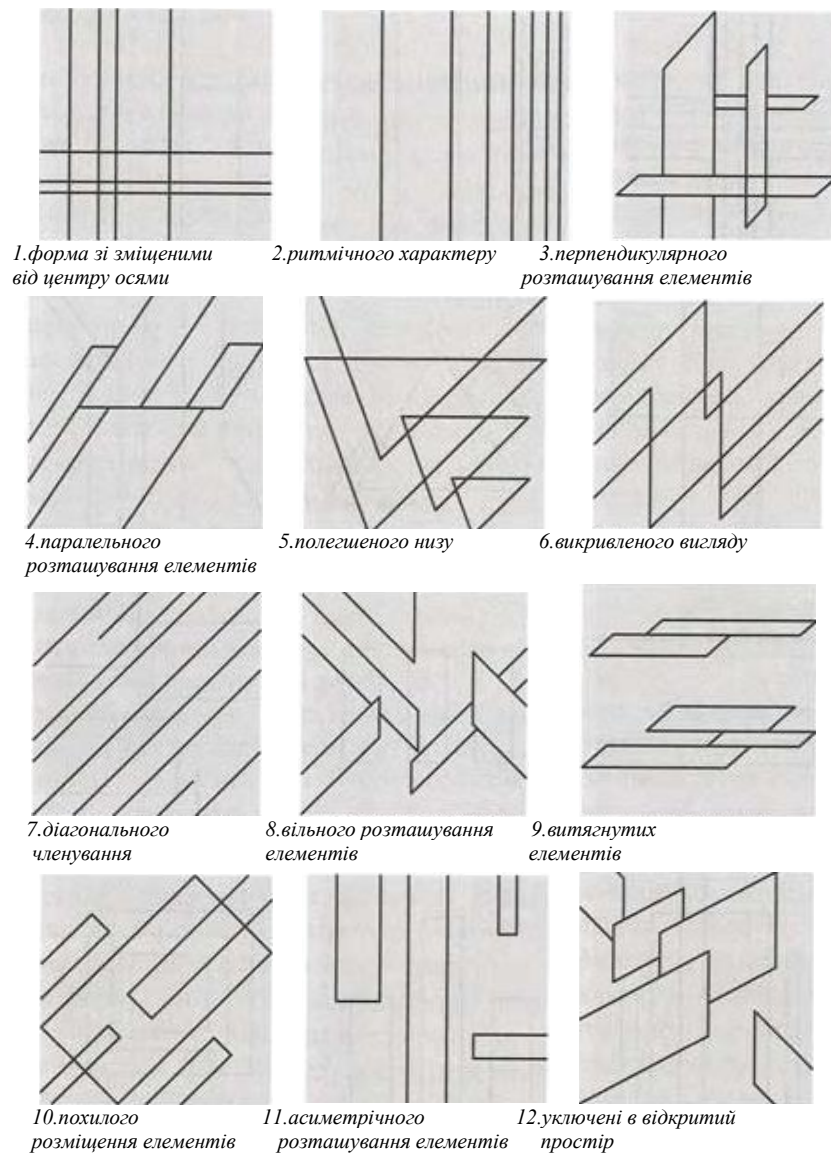 1.форма зі зміщеними
від центру осями
2.ритмічного характеру
3.перпендикулярного
розташування елементів
4.паралельного
розташування елементів
5.полегшеного низу
6.викривленого вигляду
7.діагонального
членування
8.вільного розташування
елементів
9.витягнутих
елементів
10.похилого
розміщення елементів
11.асиметрічного
розташування елементів
12.уключені в відкритий
простір